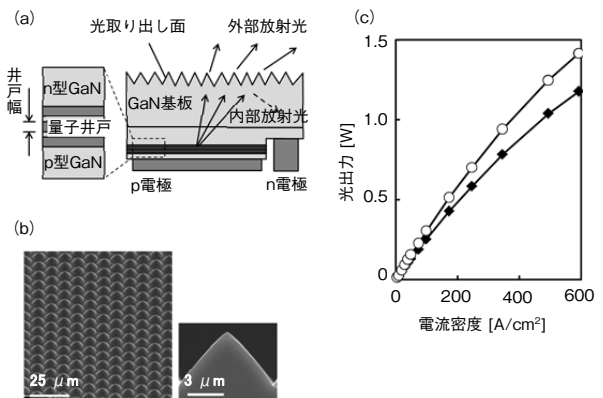 (a)
光取り出し面
外部放射光
井戸幅
n型GaN
量子井戸
p型GaN
GaN基板
内部放射光
p電極
n電極
(b)
25 μm
3 μm
(c)
光出力 [W]
1.5
1.0
0.5
0
0
200
400
600
電流密度 [A/cm²]